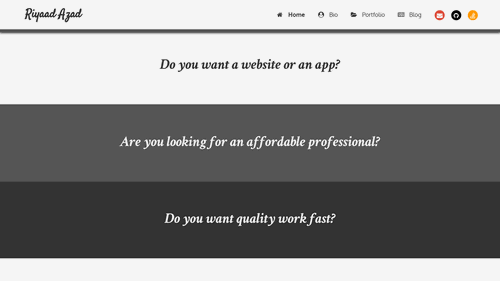 Riyaad Azad
Home Bio Portfolio Blog
Do you want a website or an app?
Are you looking for an affordable professional?
Do you want quality work fast?